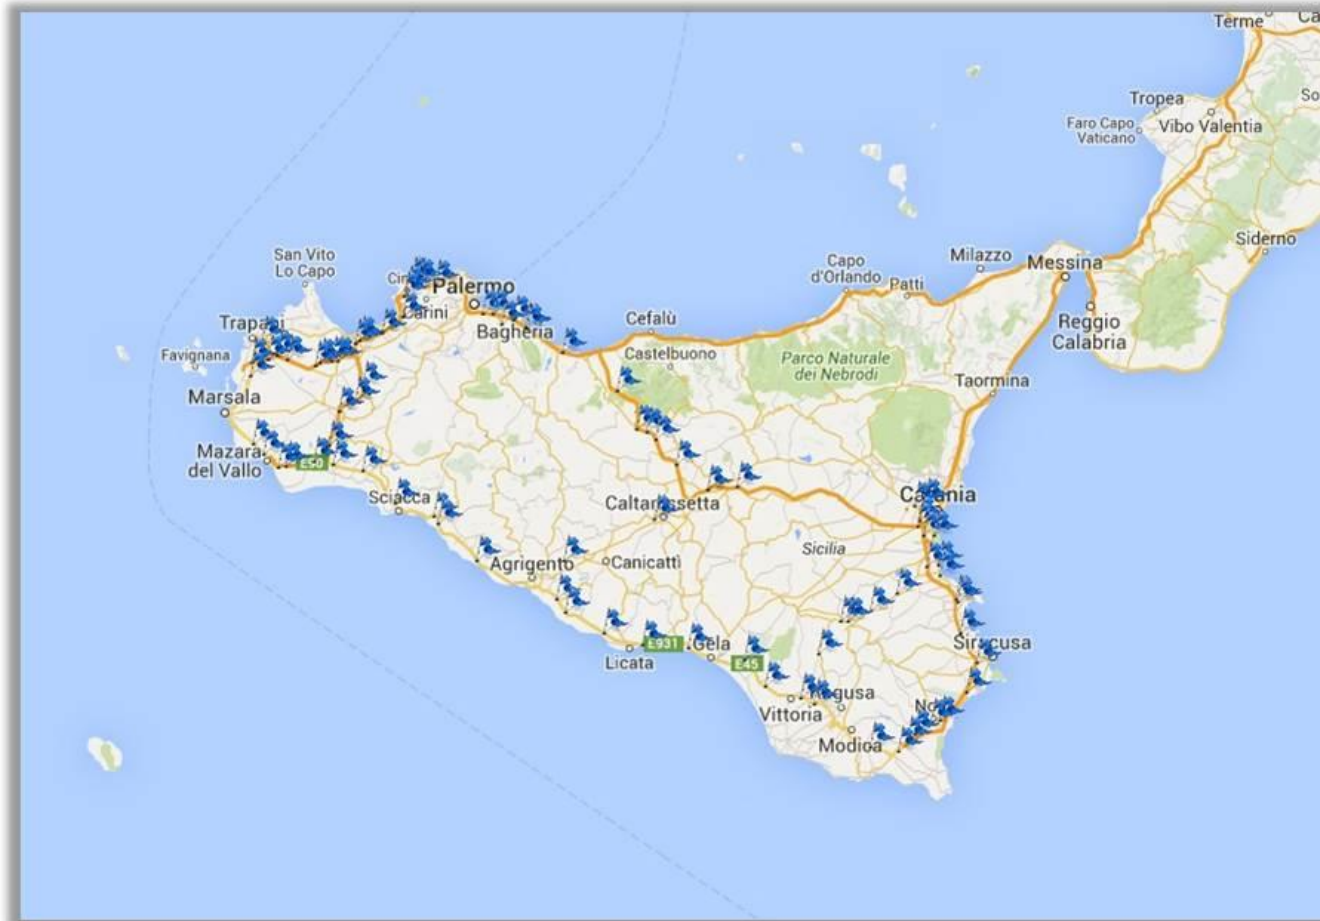 Terme
Tropea
Faro Capo
Vaticano
Vibo Valentia
Siderno
San Vito
Lo Capo
Capo
d'Orlando
Milazzo
Messina
Patti
Palermo
Carini
Reggio
Calabria
Trapani
Bagheria
Cefalù
Favignana
Castelbuono
Parco Naturale
dei Nebrodi
Taormina
Marsala
Mazara
del Vallo
E50
Sciacca
Caltanissetta
Catania
Sicilia
Agrigento
Canicattì
E931
Gela
Siracusa
Licata
E45
Ragusa
Vittoria
Modica